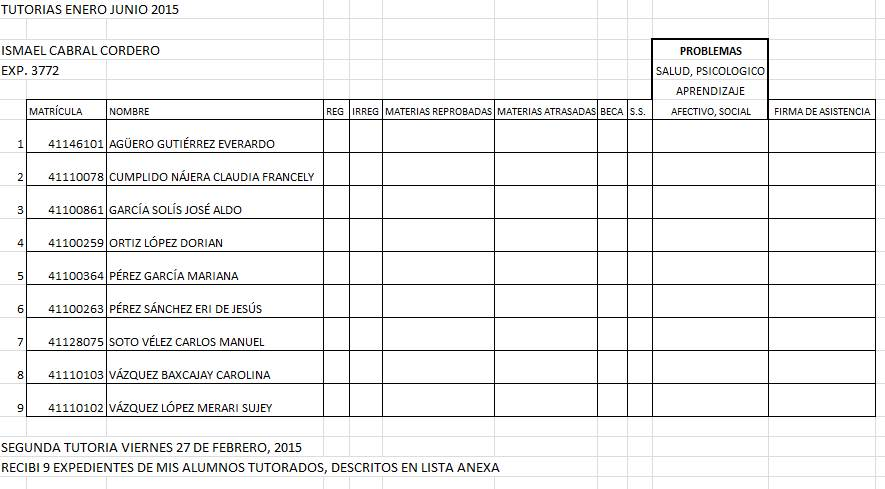 TUTORIAS ENERO JUNIO 2015
ISMAEL CABRAL CORDERO
EXP. 3772
PROBLEMAS
SALUD, PSICOLOGICO
APRENDIZAJE
MATRÍCULA NOMBRE REG IRREG MATERIAS REPROBADAS MATERIAS ATRASADAS BECA S.S. AFECTIVO, SOCIAL FIRMA DE ASISTENCIA
1 41146101 AGÜERO GUTIÉRREZ EVERARDO
2 41110078 CUMPLIDO NÁJERA CLAUDIA FRANCELY
3 41100861 GARCÍA SOLÍS JOSÉ ALDO
4 41100259 ORTIZ LÓPEZ DORIAN
5 41100364 PÉREZ GARCÍA MARIANA
6 41100263 PÉREZ SÁNCHEZ ERI DE JESÚS
7 41128075 SOTO VÉLEZ CARLOS MANUEL
8 41110103 VÁZQUEZ BAXCAJAY CAROLINA
9 41110102 VÁZQUEZ LÓPEZ MERARI SUJEY
SEGUNDA TUTORIA VIERNES 27 DE FEBRERO, 2015
RECIBI 9 EXPEDIENTES DE MIS ALUMNOS TUTORADOS, DESCRITOS EN LISTA ANEXA